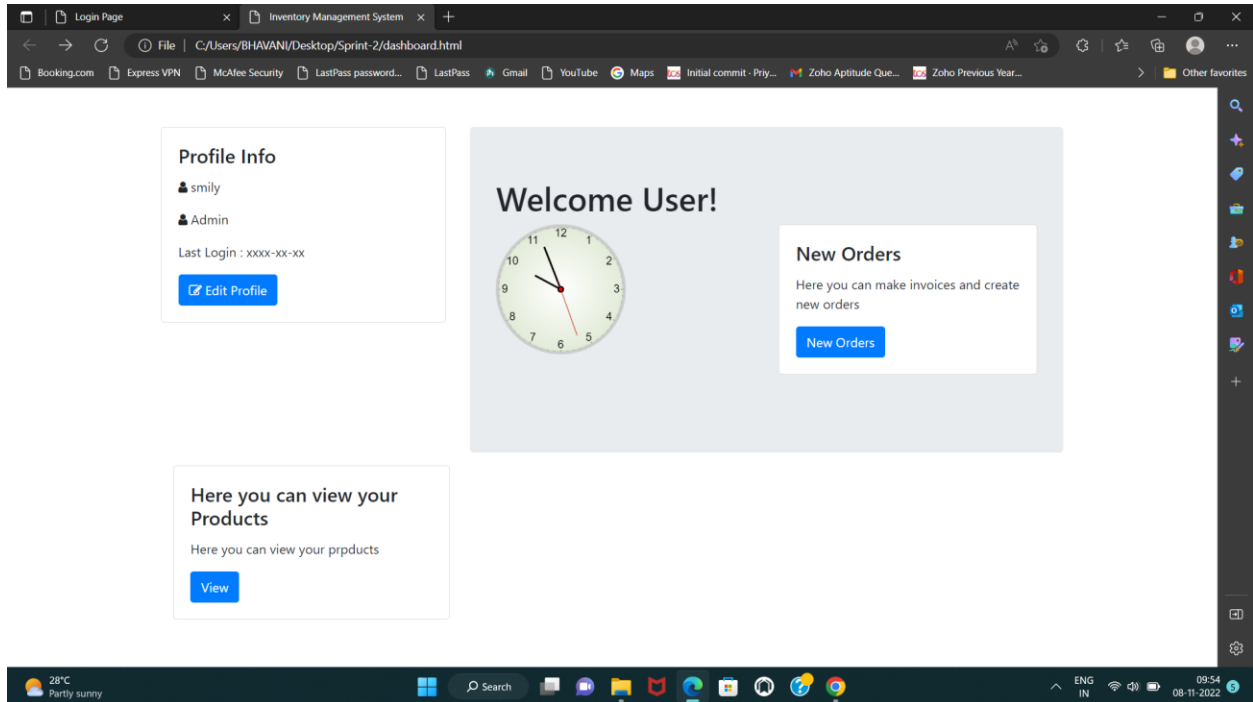 Login Page
Inventory Management System
File | C:/Users/BHAVANI/Desktop/Sprint-2/dashboard.html
Booking.com Express VPN McAfee Security LastPass password... LastPass Gmail YouTube Maps Initial commit · Priy... Zoho Aptitude Que... Zoho Previous Year... Other favorites
Profile Info
smily
Admin
Last Login : xxxx-xx-xx
Edit Profile
Welcome User!
12
1
2
3
4
5
6
7
8
9
10
11
New Orders
Here you can make invoices and create
new orders
New Orders
Here you can view your
Products
Here you can view your prpducts
View
28°C
Partly sunny
Search
ENG
IN
09:54
08-11-2022
5